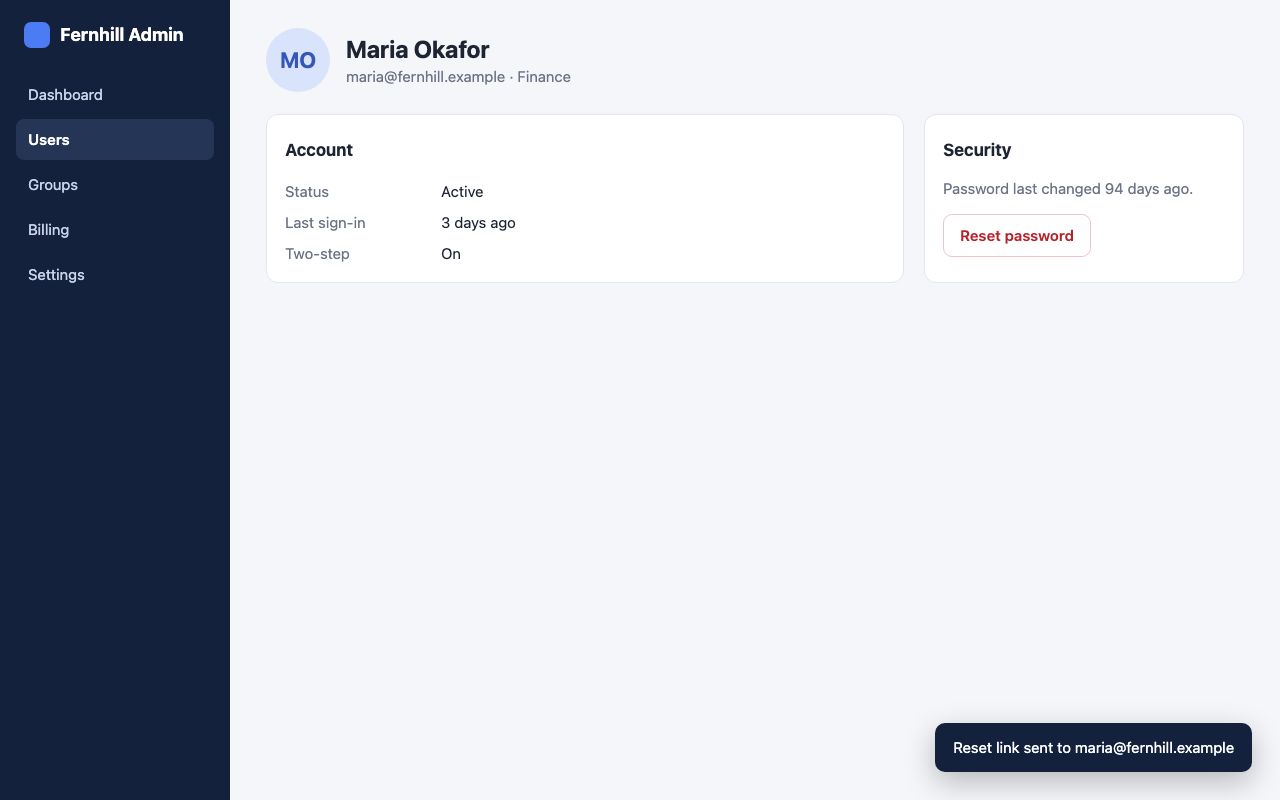 Fernhill Admin
Dashboard
Users
Groups
Billing
Settings
MO
Maria Okafor
maria@fernhill.example · Finance
Account
Status Active
Last sign-in 3 days ago
Two-step On
Security
Password last changed 94 days ago.
Reset password
Reset link sent to maria@fernhill.example